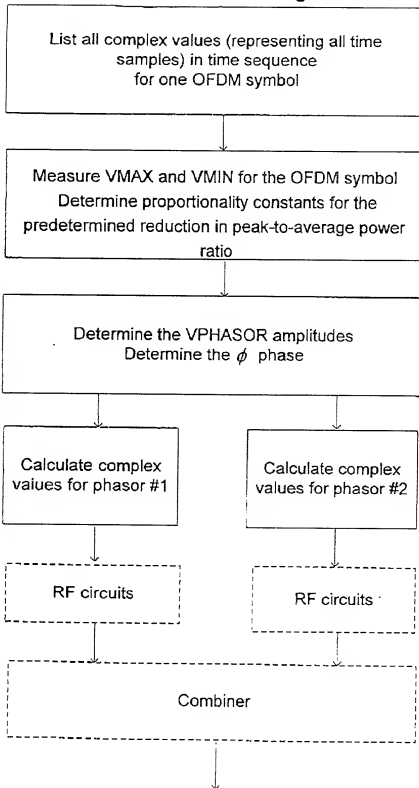 List all complex values (representing all time
samples) in time sequence
for one OFDM symbol
Measure VMAX and VMIN for the OFDM symbol
Determine proportionality constants for the
predetermined reduction in peak-to-average power
ratio
Determine the VPHASOR amplitudes
Determine the ϕ phase
Calculate complex
values for phasor #1
Calculate complex
values for phasor #2
RF circuits
RF circuits
Combiner